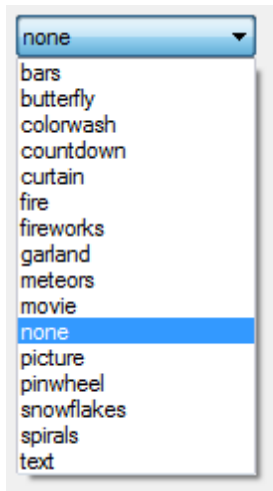 none
bars
butterfly
colorwash
countdown
curtain
fire
fireworks
garland
meteors
movie
none
picture
pinwheel
snowflakes
spirals
text